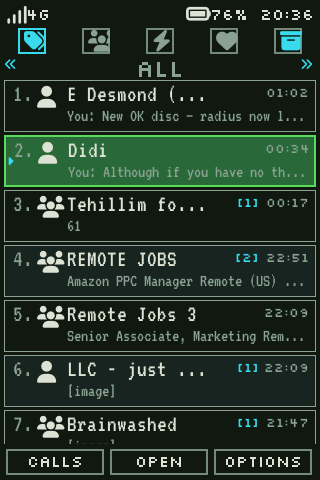 4G 76% 20:36
« »
ALL
1. E Desmond (... 01:02
You: New OK disc - radius now l...
2. Didi 00:34
You: Although if you have no th...
3. Tehillim fo... [1] 00:17
61
4. REMOTE JOBS [2] 22:51
Amazon PPC Manager Remote (US) ...
5. Remote Jobs 3 22:09
Senior Associate, Marketing Rem...
6. LLC - just ... [1] 22:09
[image]
7. Brainwashed [1] 21:47
CALLS OPEN OPTIONS